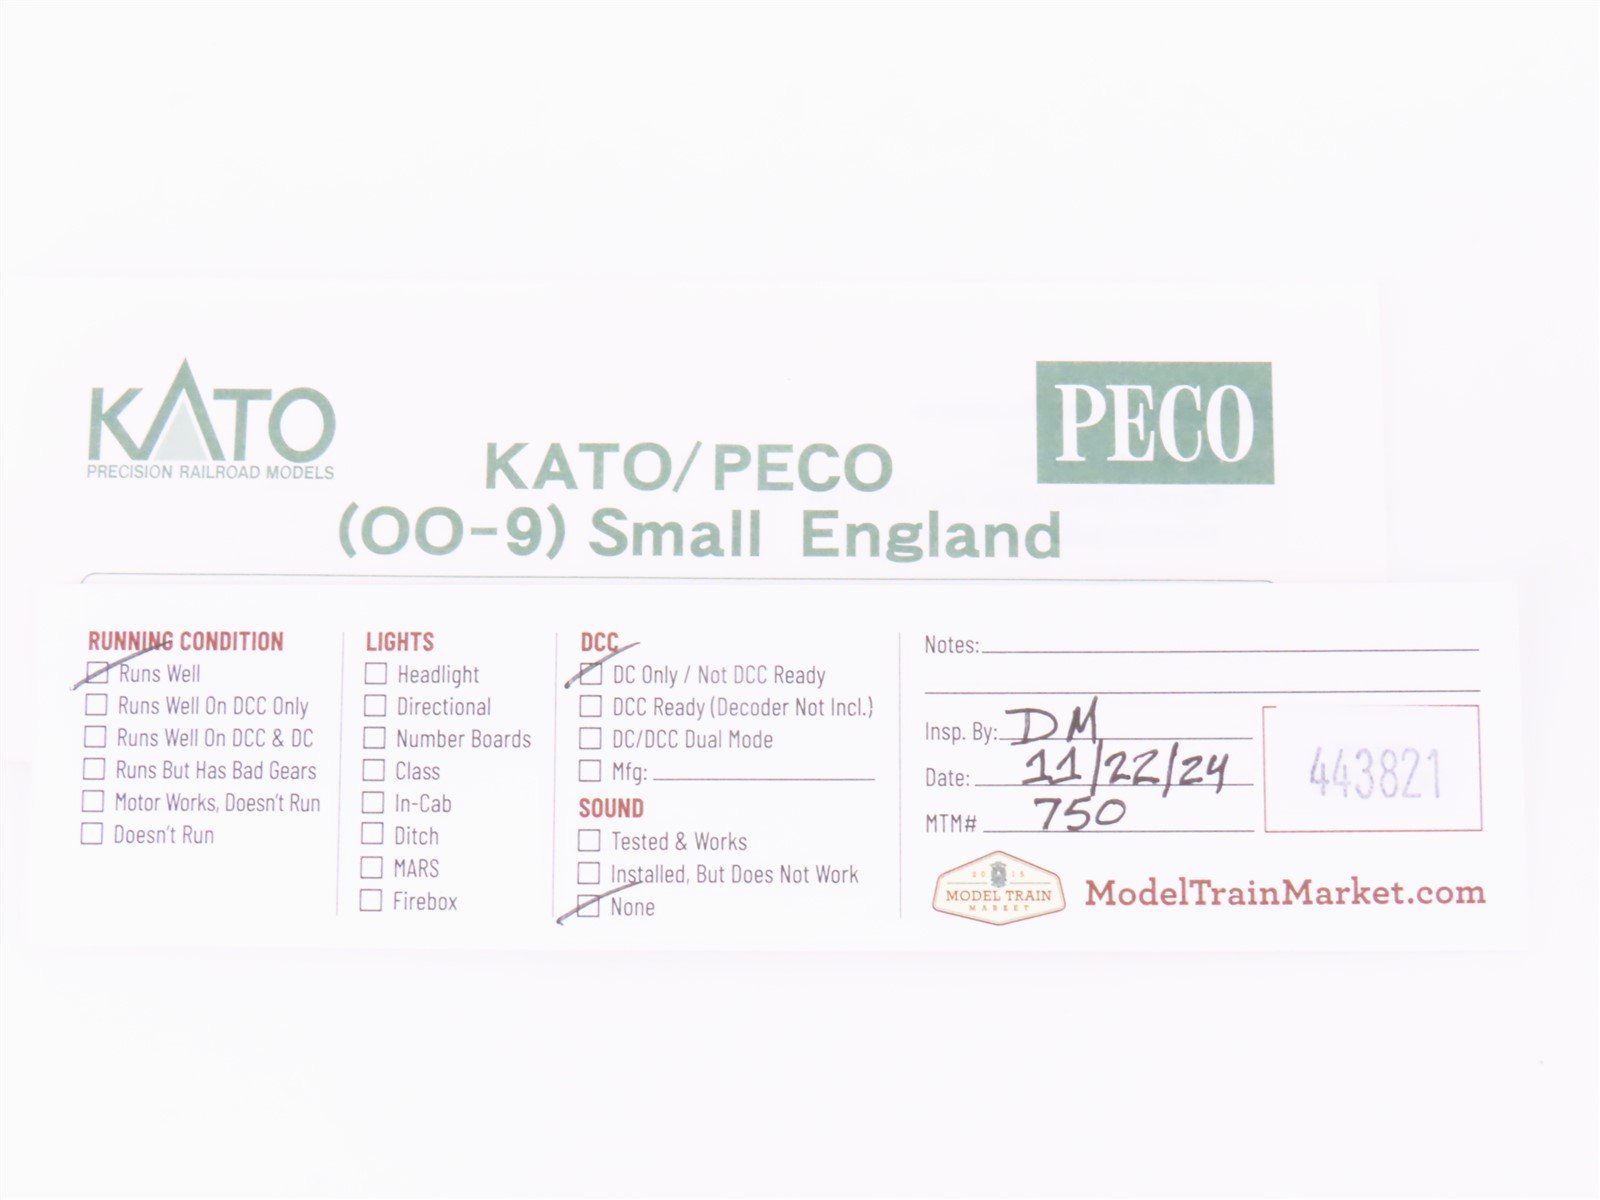 KATO
PRECISION RAILROAD MODELS
PECO
KATO/PECO
(OO-9) Small England
RUNNING CONDITION
Runs Well
Runs Well On DCC Only
Runs Well On DCC & DC
Runs But Has Bad Gears
Motor Works, Doesn't Run
Doesn't Run
LIGHTS
Headlight
Directional
Number Boards
Class
In-Cab
Ditch
MARS
Firebox
DCC
DC Only / Not DCC Ready
DCC Ready (Decoder Not Incl.)
DC/DCC Dual Mode
Mfg:
SOUND
Tested & Works
Installed, But Does Not Work
None
Notes:
Insp. By: DM
Date: 11/22/24
MTM# 750
443821
2015
MODEL TRAIN
MARKET
ModelTrainMarket.com